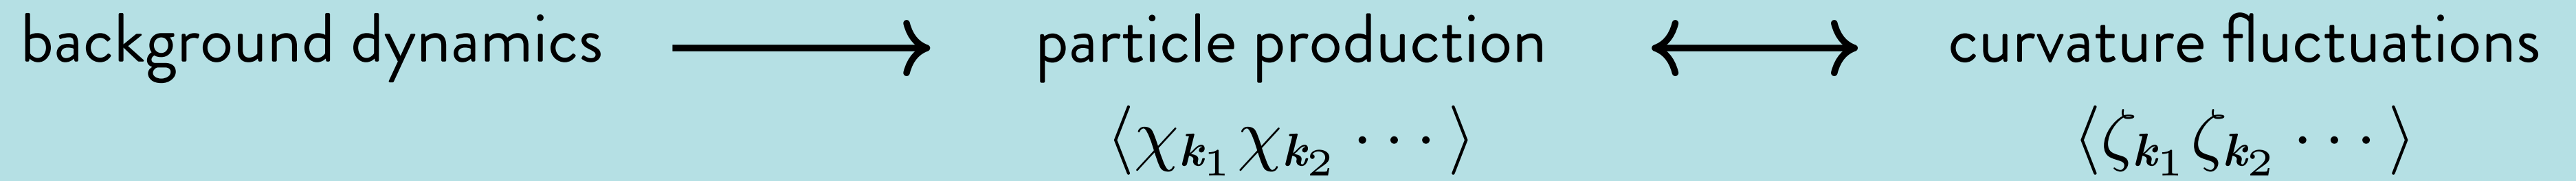 background dynamics ⟶ particle production ⟷ curvature fluctuations
⟨χ_{k_1} χ_{k_2} ⋯⟩ ⟨ζ_{k_1} ζ_{k_2} ⋯⟩